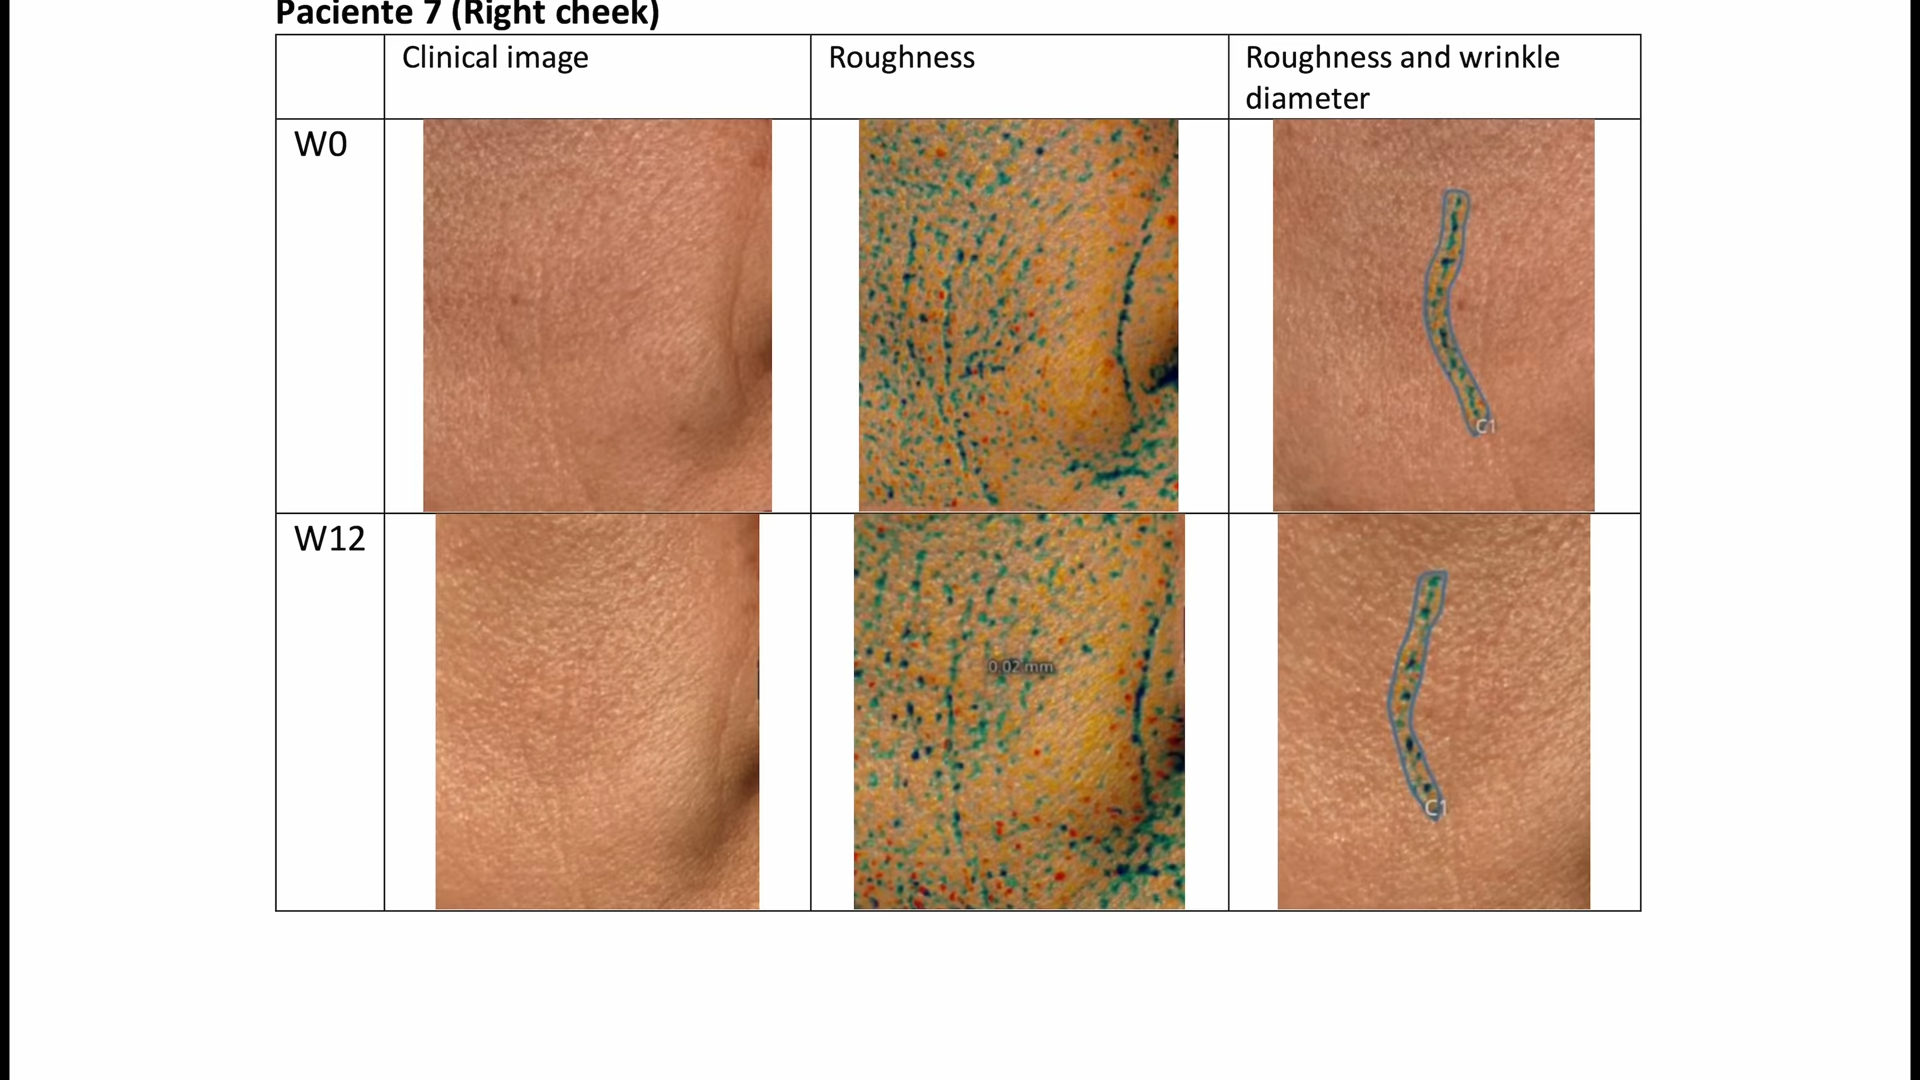 Paciente 7 (Right cheek)
Clinical image
Roughness
Roughness and wrinkle
diameter
W0
C1
W12
0.02 mm
C1